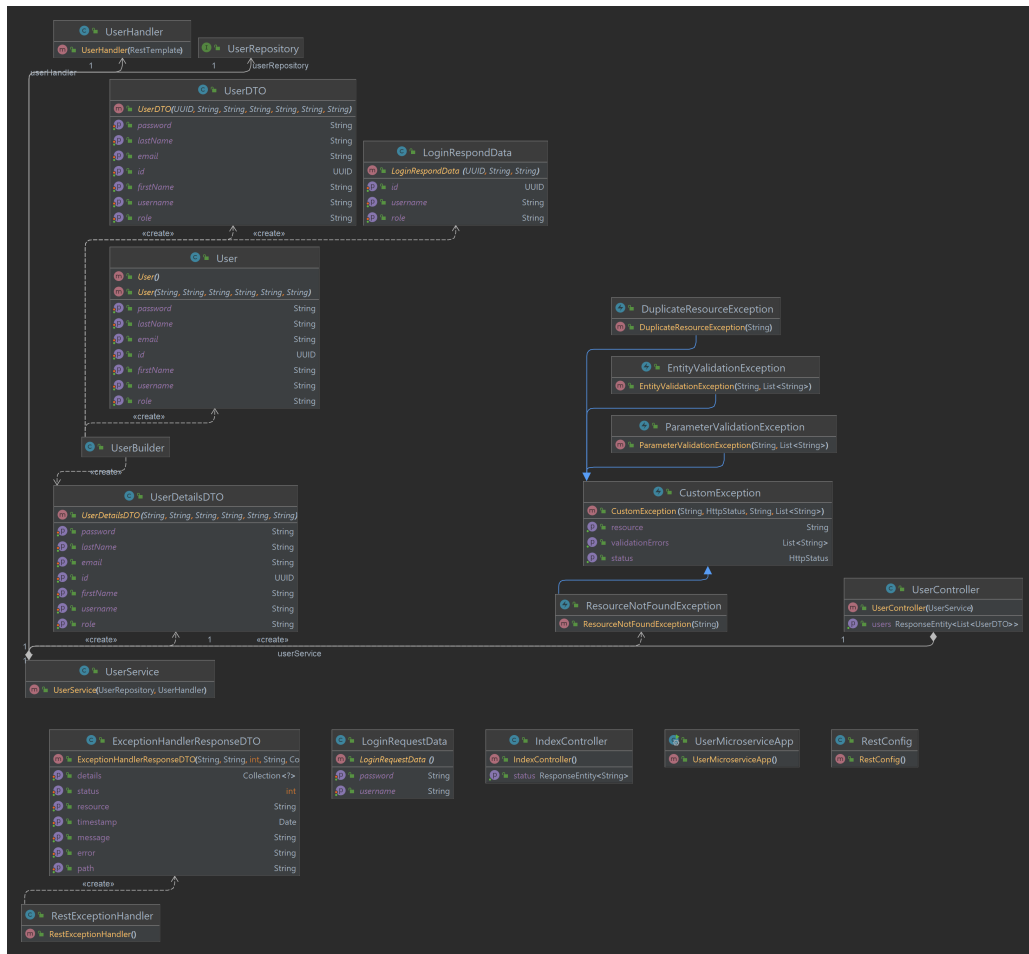 UserHandler
UserHandler(RestTemplate)
UserRepository
1
1
userHandler
userRepository
UserDTO
UserDTO(UUID, String, String, String, String, String, String)
password String
lastName String
email String
id UUID
firstName String
username String
role String
LoginRespondData
LoginRespondData (UUID, String, String)
id UUID
username String
role String
«create»
«create»
User
User()
User(String, String, String, String, String, String)
password String
lastName String
email String
id UUID
firstName String
username String
role String
«create»
UserBuilder
«create»
DuplicateResourceException
DuplicateResourceException(String)
EntityValidationException
EntityValidationException(String, List<String>)
ParameterValidationException
ParameterValidationException(String, List<String>)
CustomException
CustomException(String, HttpStatus, String, List<String>)
resource String
validationErrors List<String>
status HttpStatus
UserDetailsDTO
UserDetailsDTO(String, String, String, String, String, String)
password String
lastName String
email String
id UUID
firstName String
username String
role String
ResourceNotFoundException
ResourceNotFoundException(String)
UserController
UserController(UserService)
users ResponseEntity<List<UserDTO>>
«create»
1
«create»
1
1
1
userService
UserService
UserService(UserRepository, UserHandler)
ExceptionHandlerResponseDTO
ExceptionHandlerResponseDTO(String, String, int, String, Co
details Collection<?>
status int
resource String
timestamp Date
message String
error String
path String
LoginRequestData
LoginRequestData ()
password String
username String
IndexController
IndexController()
status ResponseEntity<String>
UserMicroserviceApp
UserMicroserviceApp()
RestConfig
RestConfig()
«create»
RestExceptionHandler
RestExceptionHandler()